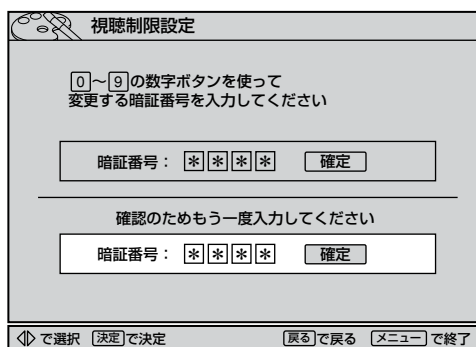 視聴制限設定
0～9の数字ボタンを使って
変更する暗証番号を入力してください
暗証番号： ＊＊＊＊ 確定
確認のためもう一度入力してください
暗証番号： ＊＊＊＊ 確定
で選択 決定で決定 戻るで戻る メニューで終了